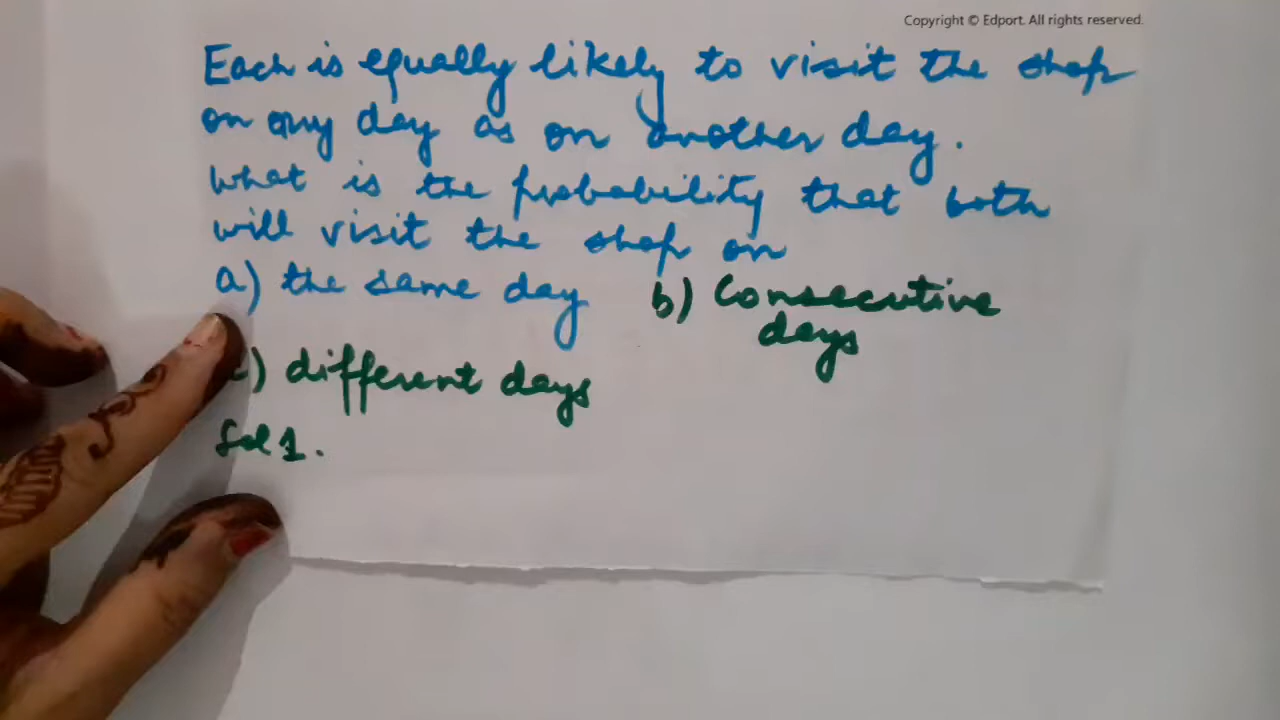 Copyright © Edport. All rights reserved.
Each is equally likely to visit the shop
on any day as on another day.
What is the probability that both
will visit the shop on
a) the same day b) Consecutive
days
c) different days
Sol 1.